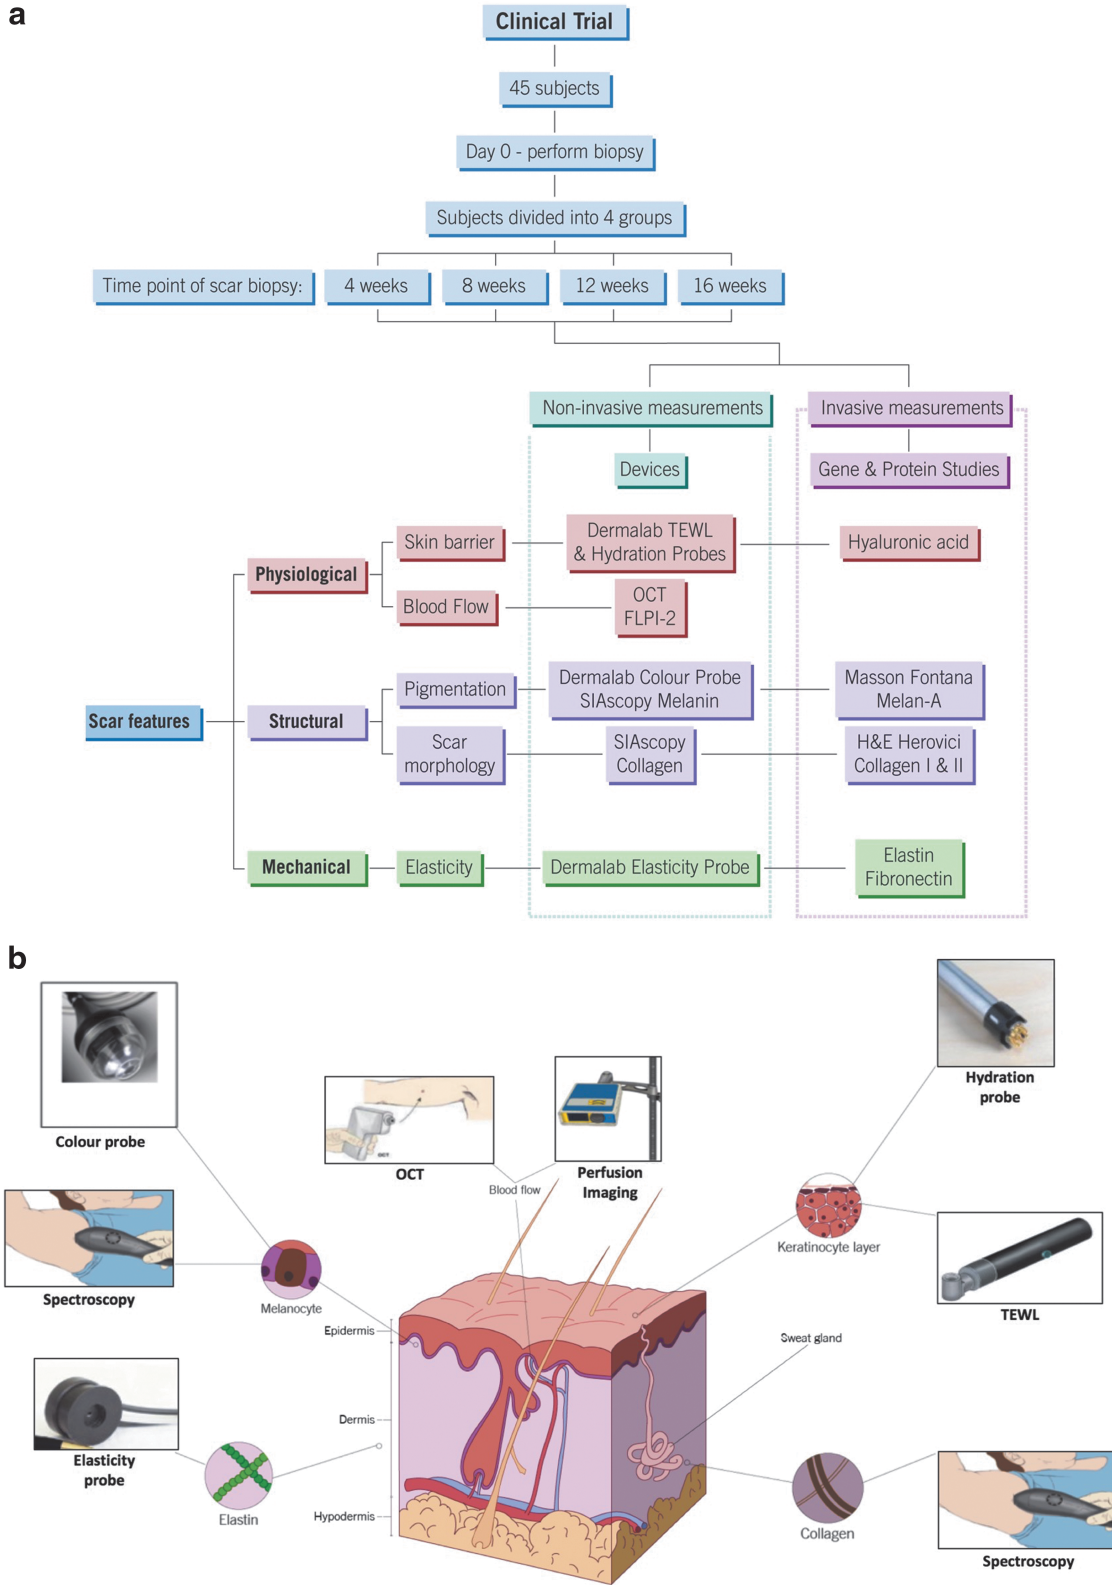 a
Clinical Trial
45 subjects
Day 0 - perform biopsy
Subjects divided into 4 groups
Time point of scar biopsy:
4 weeks
8 weeks
12 weeks
16 weeks
Non-invasive measurements
Invasive measurements
Devices
Gene & Protein Studies
Skin barrier
Dermalab TEWL
& Hydration Probes
Hyaluronic acid
Physiological
Blood Flow
OCT
FLPI-2
Pigmentation
Dermalab Colour Probe
SIAscopy Melanin
Masson Fontana
Melan-A
Scar features
Structural
Scar
morphology
SIAscopy
Collagen
H&E Herovici
Collagen I & II
Mechanical
Elasticity
Dermalab Elasticity Probe
Elastin
Fibronectin
b
Colour probe
OCT
OCT
Blood flow
Perfusion
Imaging
Hydration
probe
Spectroscopy
Melanocyte
Keratinocyte layer
TEWL
Epidermis
Sweat gland
Dermis
Elasticity
probe
Elastin
Hypodermis
Collagen
Spectroscopy